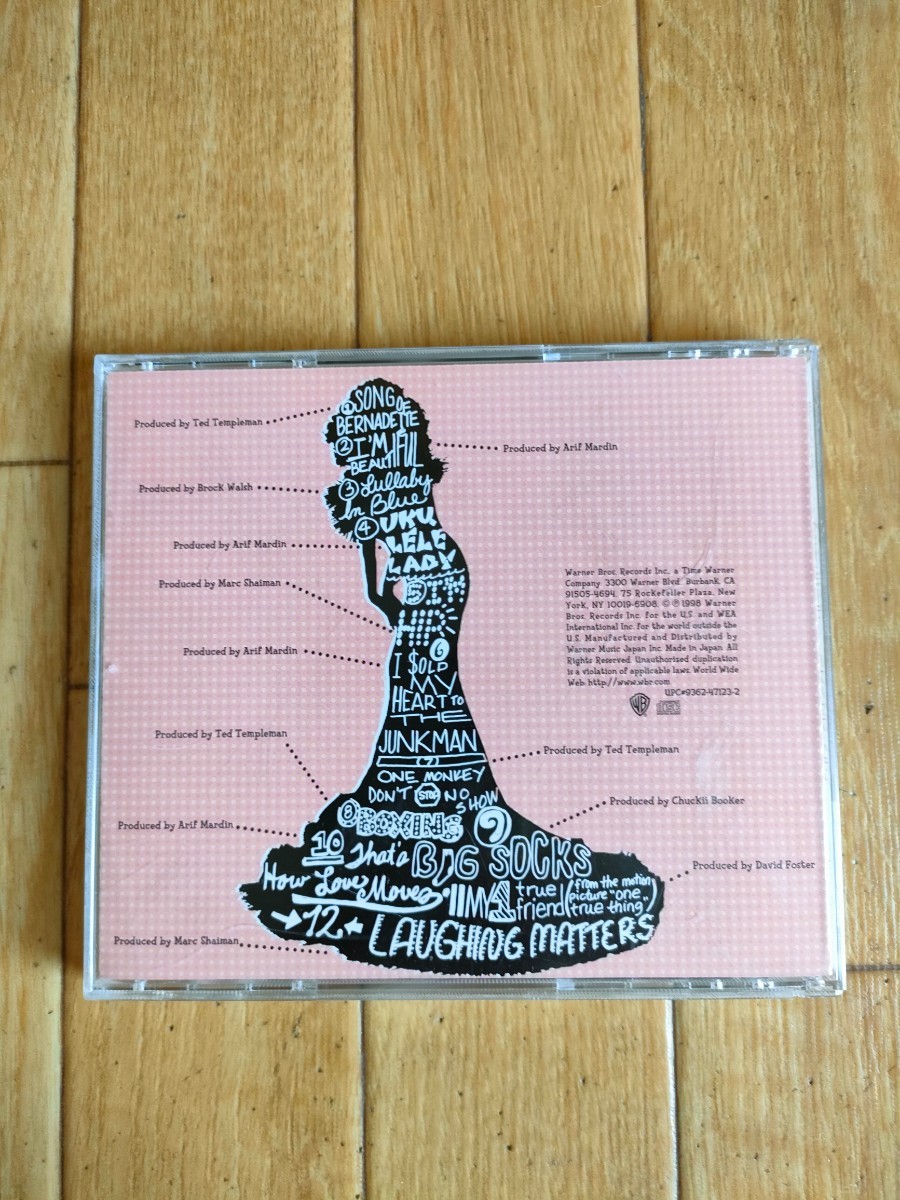 Produced by Ted Templeman
① SONG OF
BERNADETTE
② I'M
BEAUTIFUL
Produced by Arif Mardin
Produced by Brock Walsh
③ Lullaby
In Blue
④ UKU
LELE
LADY
Produced by Arif Mardin
Produced by Marc Shaiman
Produced by Arif Mardin
⑥
I $OLD
MY
HEART TO
THE
JUNKMAN
Produced by Ted Templeman
⑦
ONE MONKEY
DON'T STOP NO
SHOW
Produced by Ted Templeman
⑧ BOXING
⑨
Produced by Chuckii Booker
BIG SOCKS
Produced by Arif Mardin
10 That's
How Love Moves
11 I'M A true
friend (from the motion
picture "one
true thing")
Produced by David Foster
12
LAUGHING MATTERS
Produced by Marc Shaiman
Warner Bros. Records Inc., a Time Warner
Company 3300 Warner Blvd. Burbank, CA
91505-4694. 75 Rockefeller Plaza, New
York, NY 10019-6908. © ℗ 1998 Warner
Bros. Records Inc. for the U.S. and WEA
International Inc. for the world outside the
U.S. Manufactured and Distributed by
Warner Music Japan Inc. Made in Japan. All
Rights Reserved. Unauthorised duplication
is a violation of applicable laws. World Wide
Web: http://www.wbr.com
UPC#9362-47123-2
WB